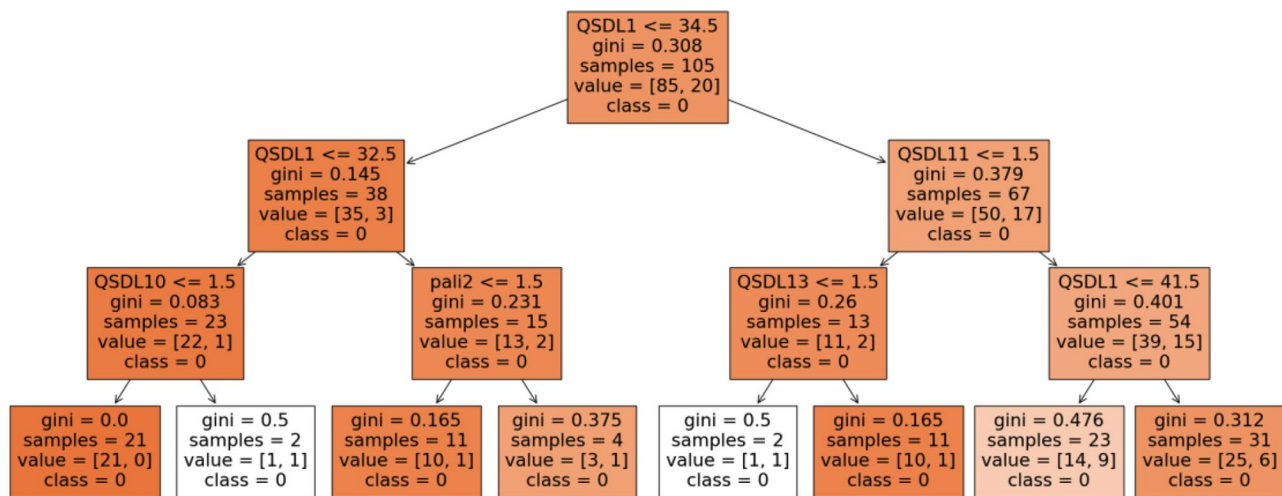 QSDL1 <= 34.5
gini = 0.308
samples = 105
value = [85, 20]
class = 0
QSDL1 <= 32.5
gini = 0.145
samples = 38
value = [35, 3]
class = 0
QSDL11 <= 1.5
gini = 0.379
samples = 67
value = [50, 17]
class = 0
QSDL10 <= 1.5
gini = 0.083
samples = 23
value = [22, 1]
class = 0
pali2 <= 1.5
gini = 0.231
samples = 15
value = [13, 2]
class = 0
QSDL13 <= 1.5
gini = 0.26
samples = 13
value = [11, 2]
class = 0
QSDL1 <= 41.5
gini = 0.401
samples = 54
value = [39, 15]
class = 0
gini = 0.0
samples = 21
value = [21, 0]
class = 0
gini = 0.5
samples = 2
value = [1, 1]
class = 0
gini = 0.165
samples = 11
value = [10, 1]
class = 0
gini = 0.375
samples = 4
value = [3, 1]
class = 0
gini = 0.5
samples = 2
value = [1, 1]
class = 0
gini = 0.165
samples = 11
value = [10, 1]
class = 0
gini = 0.476
samples = 23
value = [14, 9]
class = 0
gini = 0.312
samples = 31
value = [25, 6]
class = 0